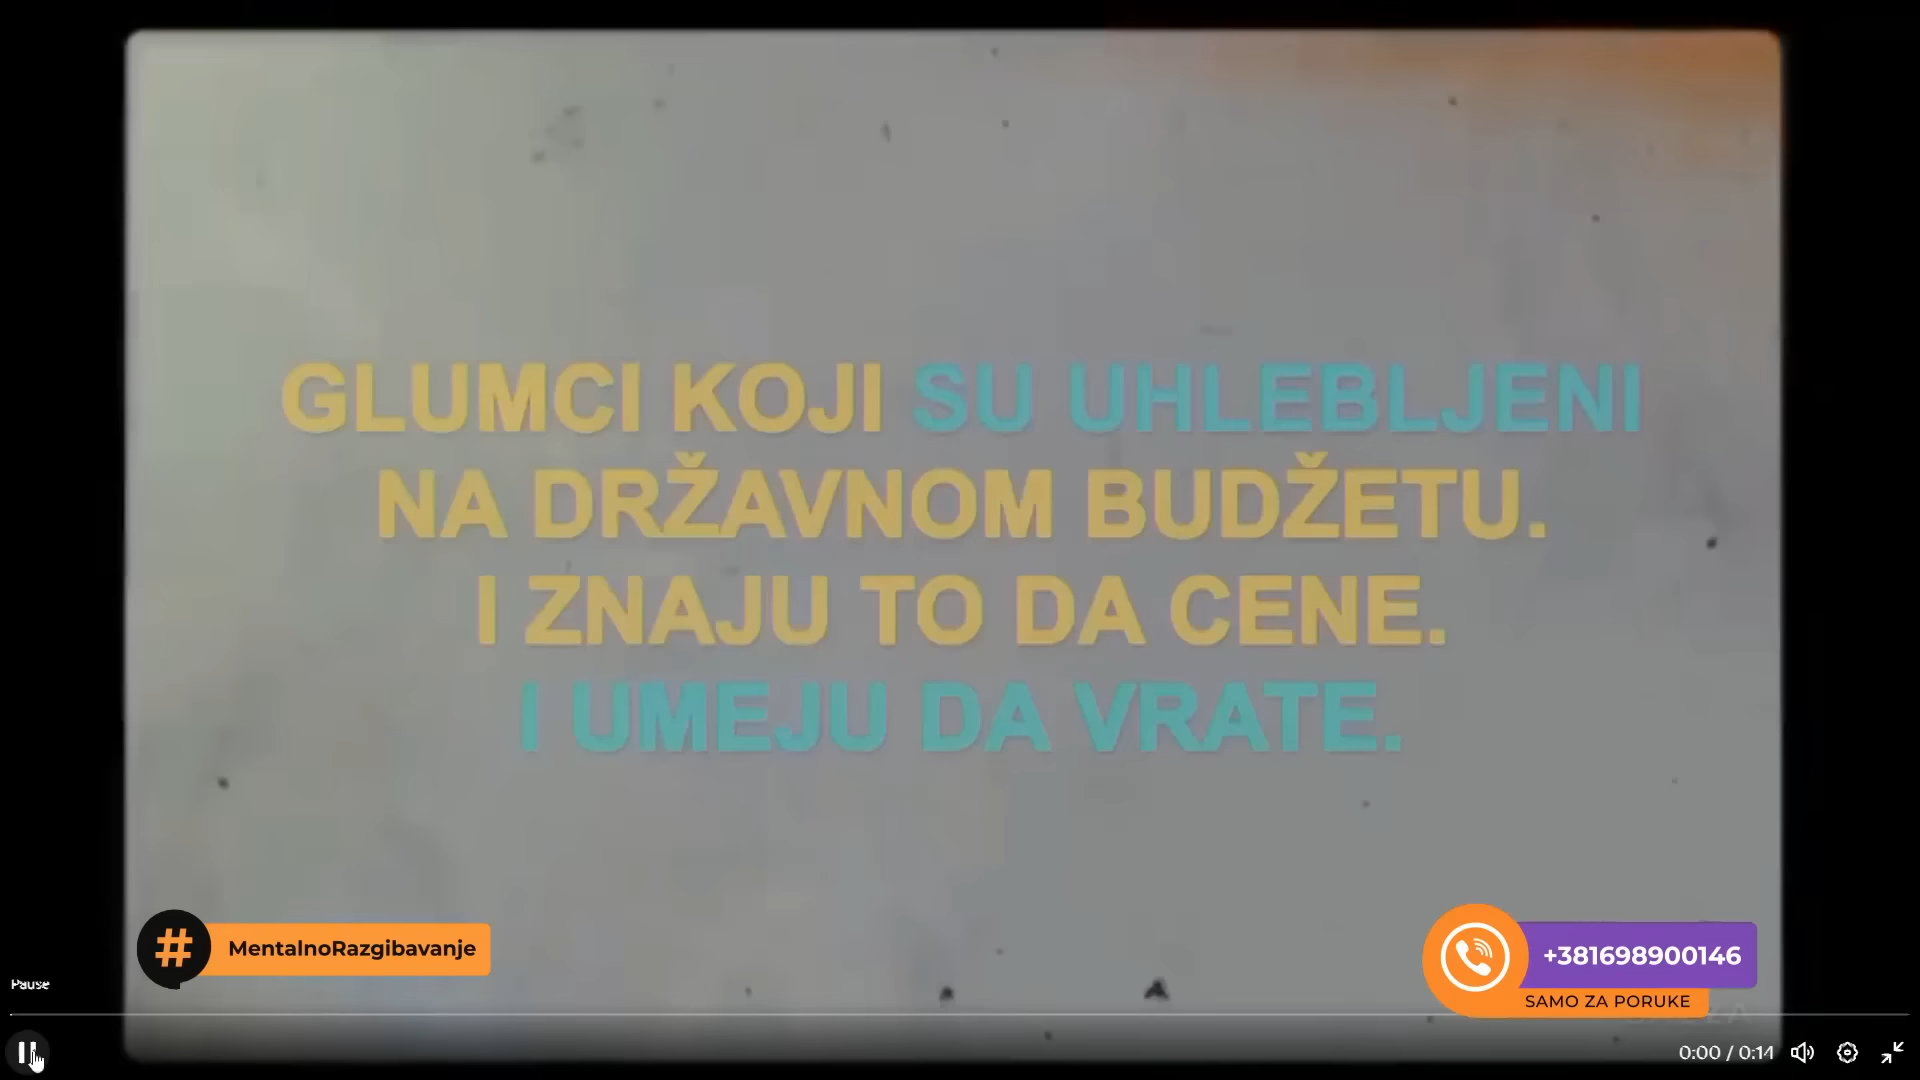 GLUMCI KOJI SU UHLEBLJENI
NA DRŽAVNOM BUDŽETU.
I ZNAJU TO DA CENE.
I UMEJU DA VRATE.
# MentalnoRazgibavanje
+381698900146
SAMO ZA PORUKE
Pause
0:00 / 0:14